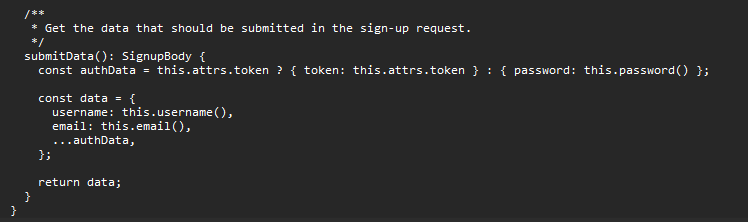 /**
 * Get the data that should be submitted in the sign-up request.
 */
submitData(): SignupBody {
const authData = this.attrs.token ? { token: this.attrs.token } : { password: this.password() };
const data = {
username: this.username(),
email: this.email(),
...authData,
};
return data;
}
}